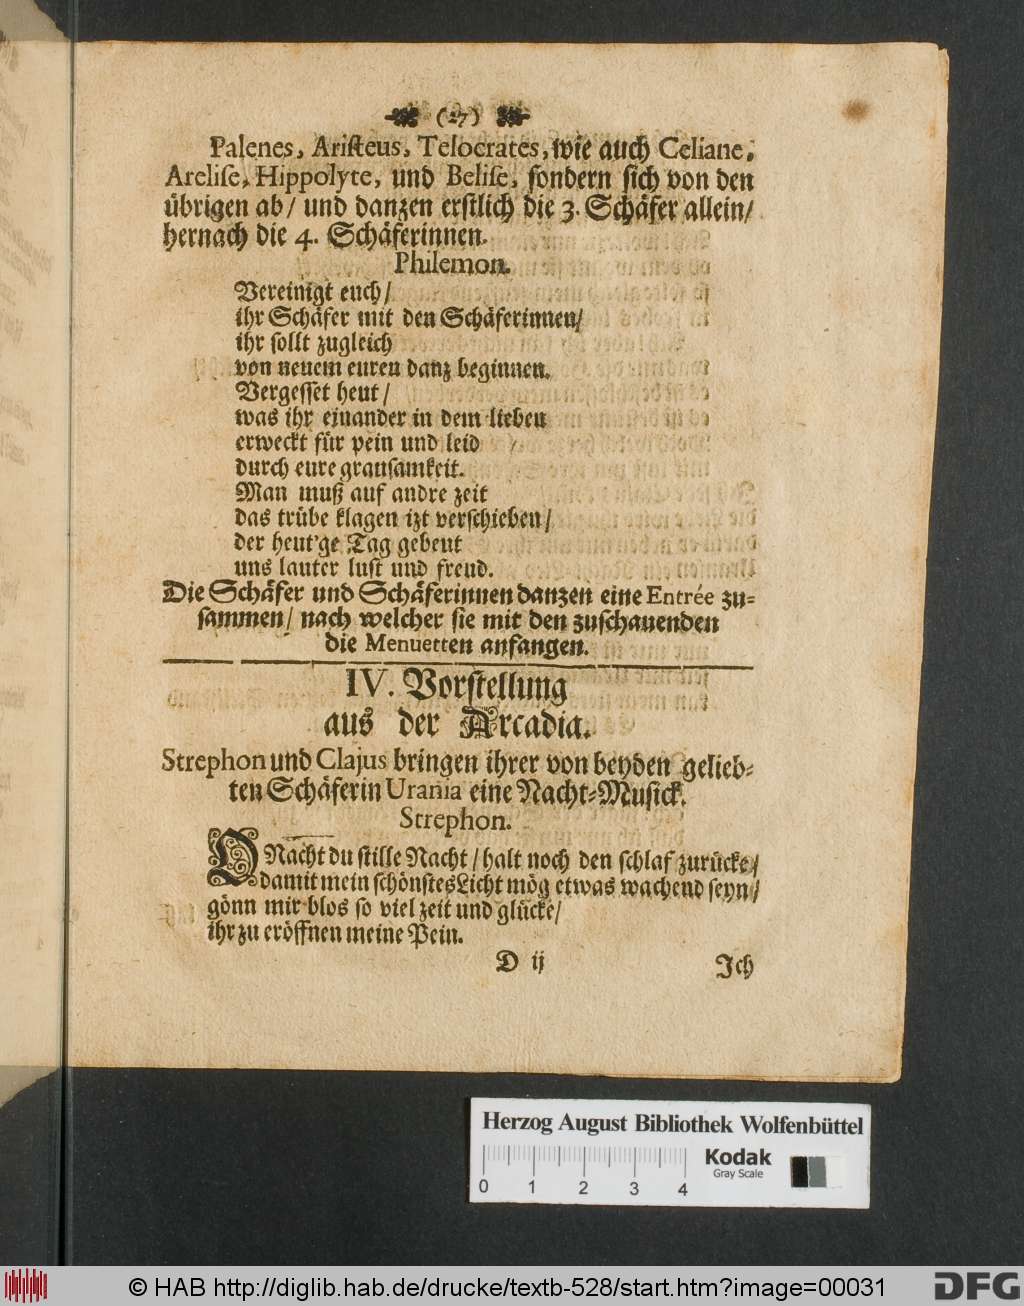 (27)
Palenes, Aristeus, Telocrates, wie auch Celiane,
Arelise, Hippolyte, und Belise, sondern sich von den
übrigen ab/ und danzen erstlich die 3. Schäfer allein/
hernach die 4. Schäferinnen.
Philemon.
Vereinigt euch/
ihr Schäfer mit den Schäferinnen/
ihr sollt zugleich
von neuem euren danz beginnen.
Vergesset heut/
was ihr einander in dem lieben
erweckt für pein und leid
durch eure grausamkeit.
Man muß auf andre zeit
das trübe klagen izt verschieben/
der heut'ge Tag gebeut
uns lauter lust und freud.
Die Schäfer und Schäferinnen danzen eine Entrée zu-
sammen/ nach welcher sie mit den zuschauenden
die Menuetten anfangen.
IV. Vorstellung
aus der Arcadia.
Strephon und Clajus bringen ihrer von beyden gelieb-
ten Schäferin Urania eine Nacht-Musick.
Strephon.
O Nacht du stille Nacht/ halt noch den schlaf zurücke/
damit mein schönstes Licht mög etwas wachend seyn/
gönn mir blos so viel zeit und glücke/
ihr zu eröffnen meine Pein.
D ij Ich
Herzog August Bibliothek Wolfenbüttel
Kodak
Gray Scale
0 1 2 3 4
© HAB http://diglib.hab.de/drucke/textb-528/start.htm?image=00031
DFG